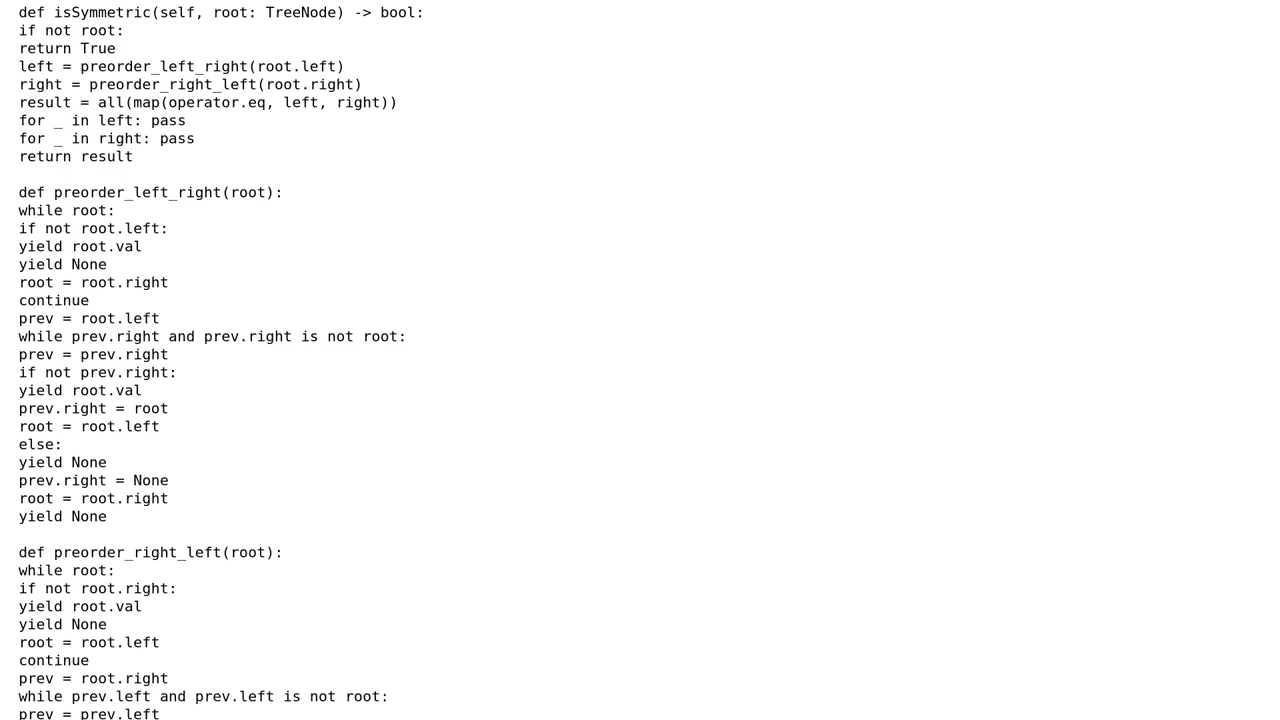 def isSymmetric(self, root: TreeNode) -> bool:
if not root:
return True
left = preorder_left_right(root.left)
right = preorder_right_left(root.right)
result = all(map(operator.eq, left, right))
for _ in left: pass
for _ in right: pass
return result

def preorder_left_right(root):
while root:
if not root.left:
yield root.val
yield None
root = root.right
continue
prev = root.left
while prev.right and prev.right is not root:
prev = prev.right
if not prev.right:
yield root.val
prev.right = root
root = root.left
else:
yield None
prev.right = None
root = root.right
yield None

def preorder_right_left(root):
while root:
if not root.right:
yield root.val
yield None
root = root.left
continue
prev = root.right
while prev.left and prev.left is not root:
prev = prev.left